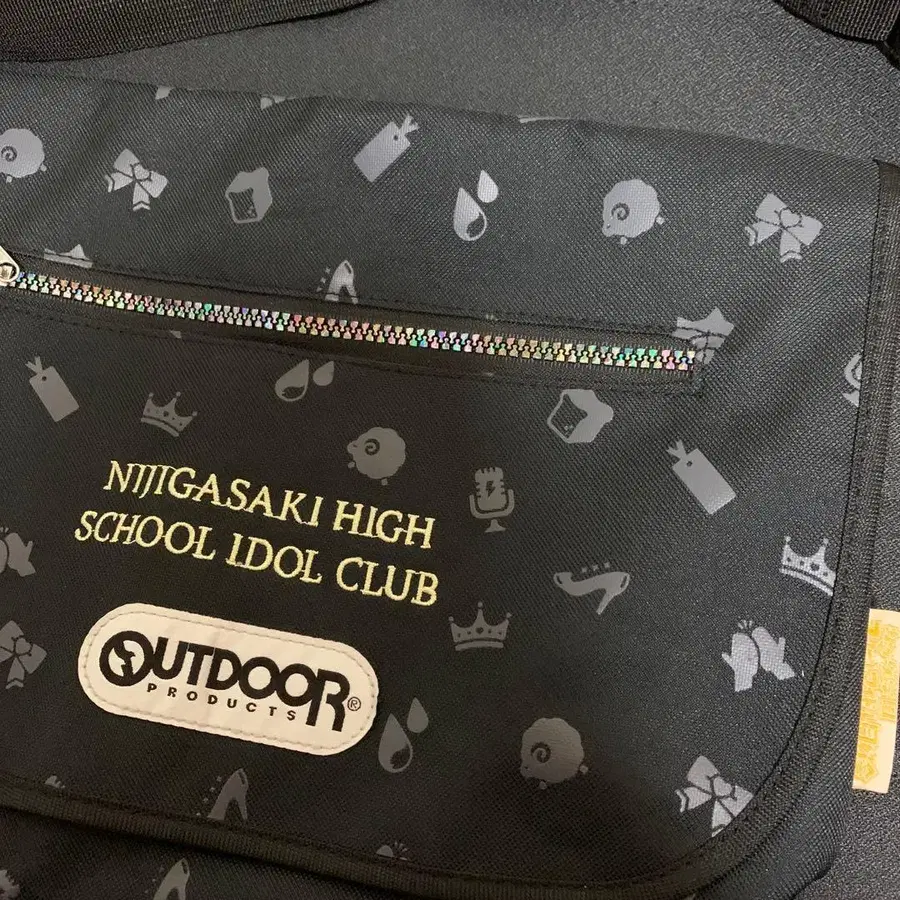 NIJIGASAKI HIGH
SCHOOL IDOL CLUB
OUTDOOR®
PRODUCTS